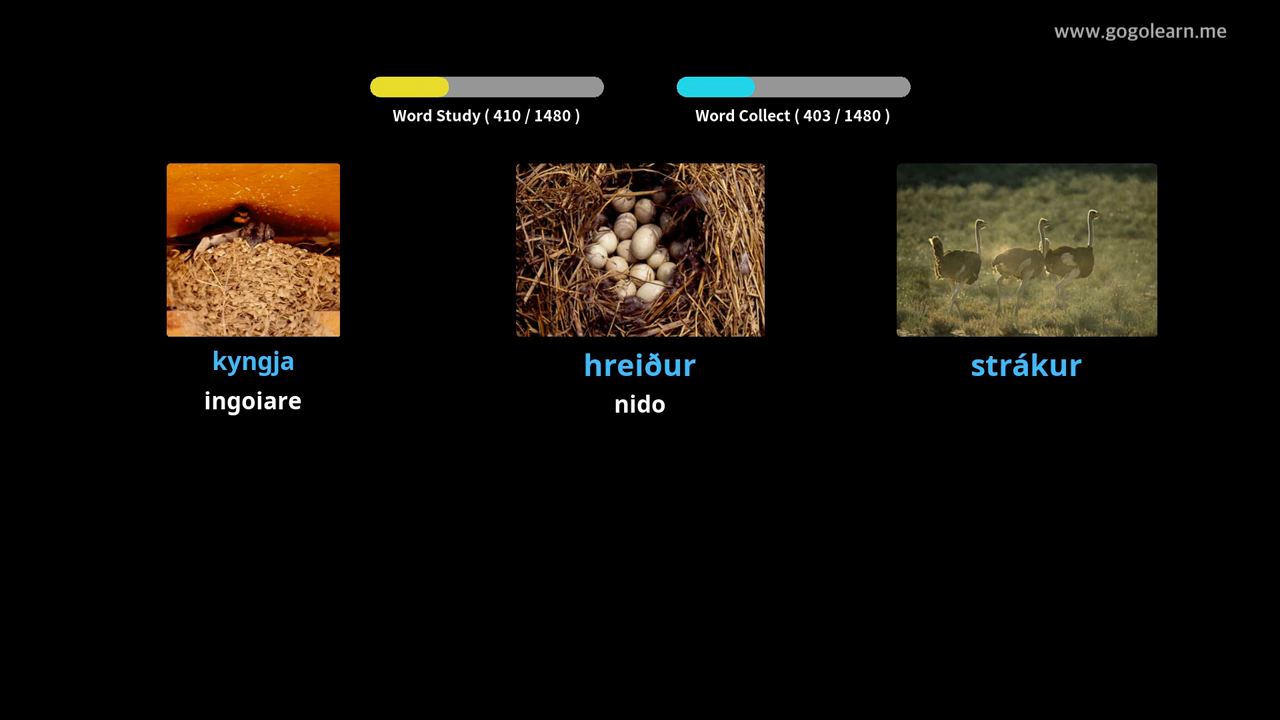 www.gogolearn.me
Word Study ( 410 / 1480 )
Word Collect ( 403 / 1480 )
kyngja
hreiður
strákur
ingoiare
nido